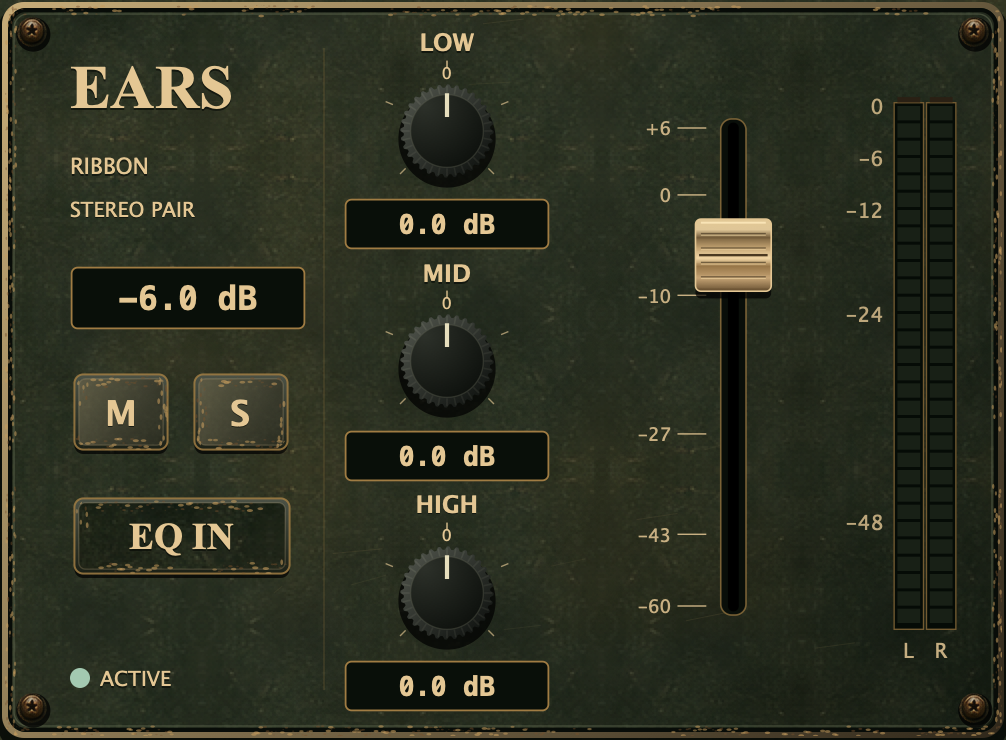 EARS
RIBBON
STEREO PAIR
−6.0 dB
M S
EQ IN
ACTIVE
LOW
0
0.0 dB
MID
0
0.0 dB
HIGH
0
0.0 dB
+6
0
−10
−27
−43
−60
0
−6
−12
−24
−48
L R